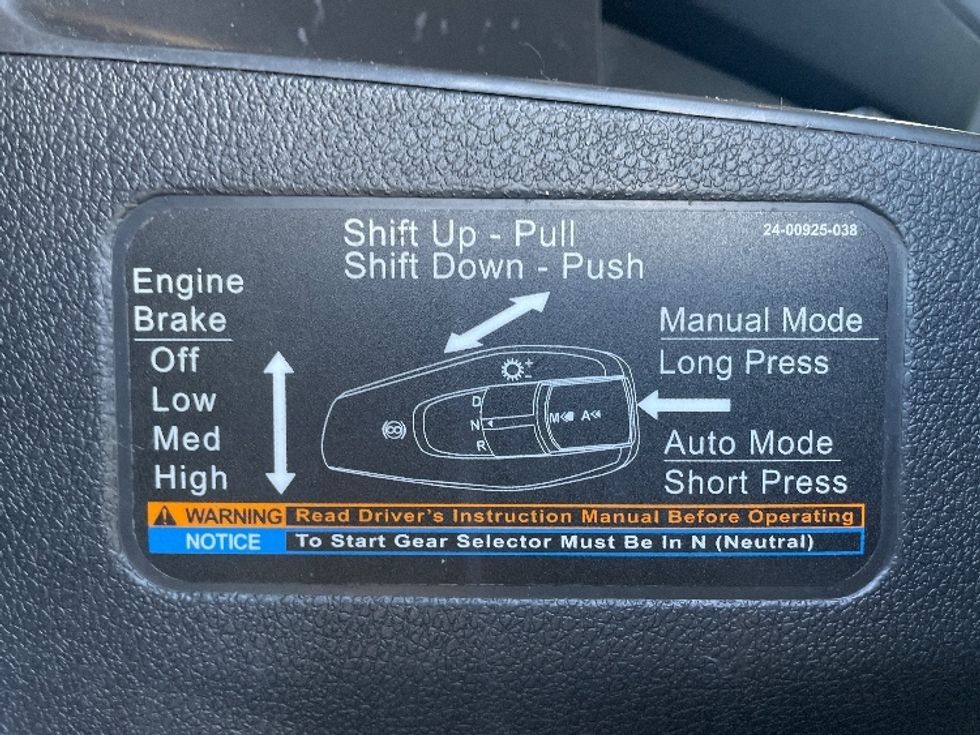 Shift Up - Pull
24-00925-038
Shift Down - Push
Engine
Brake
Off
Low
Med
High
Manual Mode
Long Press
+
-
D
N
R
M
A
Auto Mode
Short Press
WARNING Read Driver's Instruction Manual Before Operating
NOTICE To Start Gear Selector Must Be In N (Neutral)